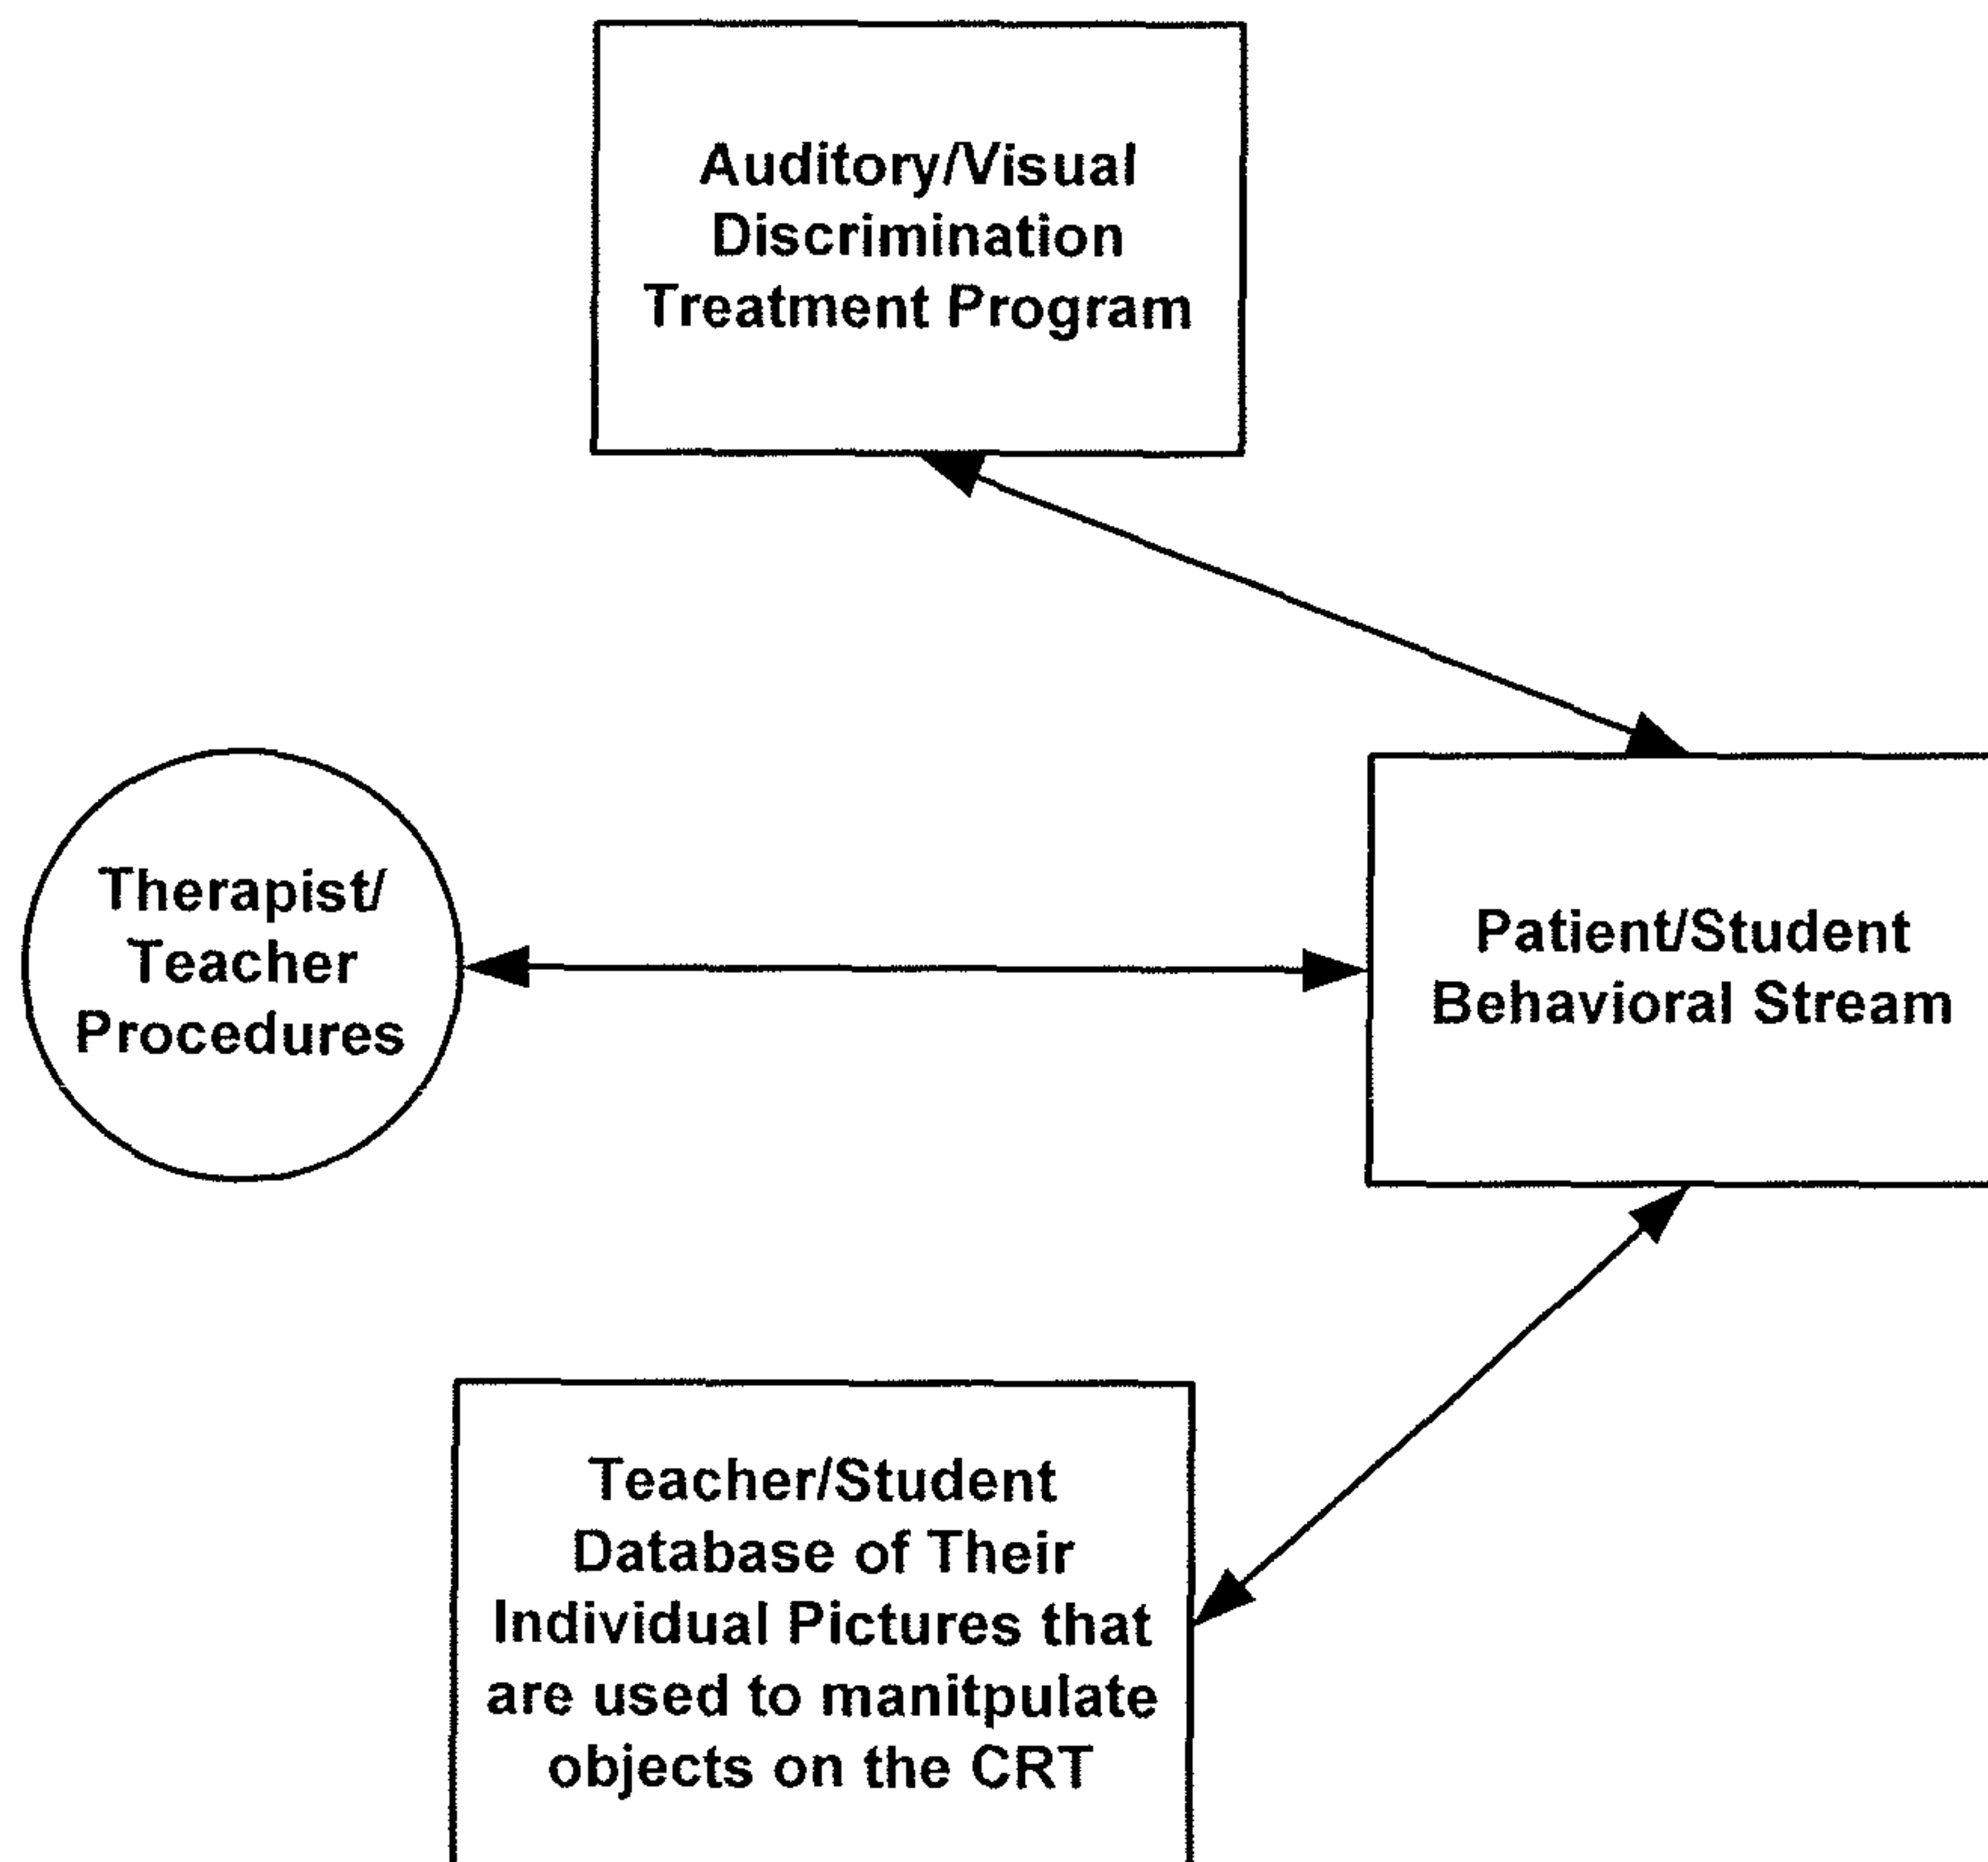 Auditory/Visual
Discrimination
Treatment Program
Therapist/
Teacher
Procedures
Patient/Student
Behavioral Stream
Teacher/Student
Database of Their
Individual Pictures that
are used to manitpulate
objects on the CRT